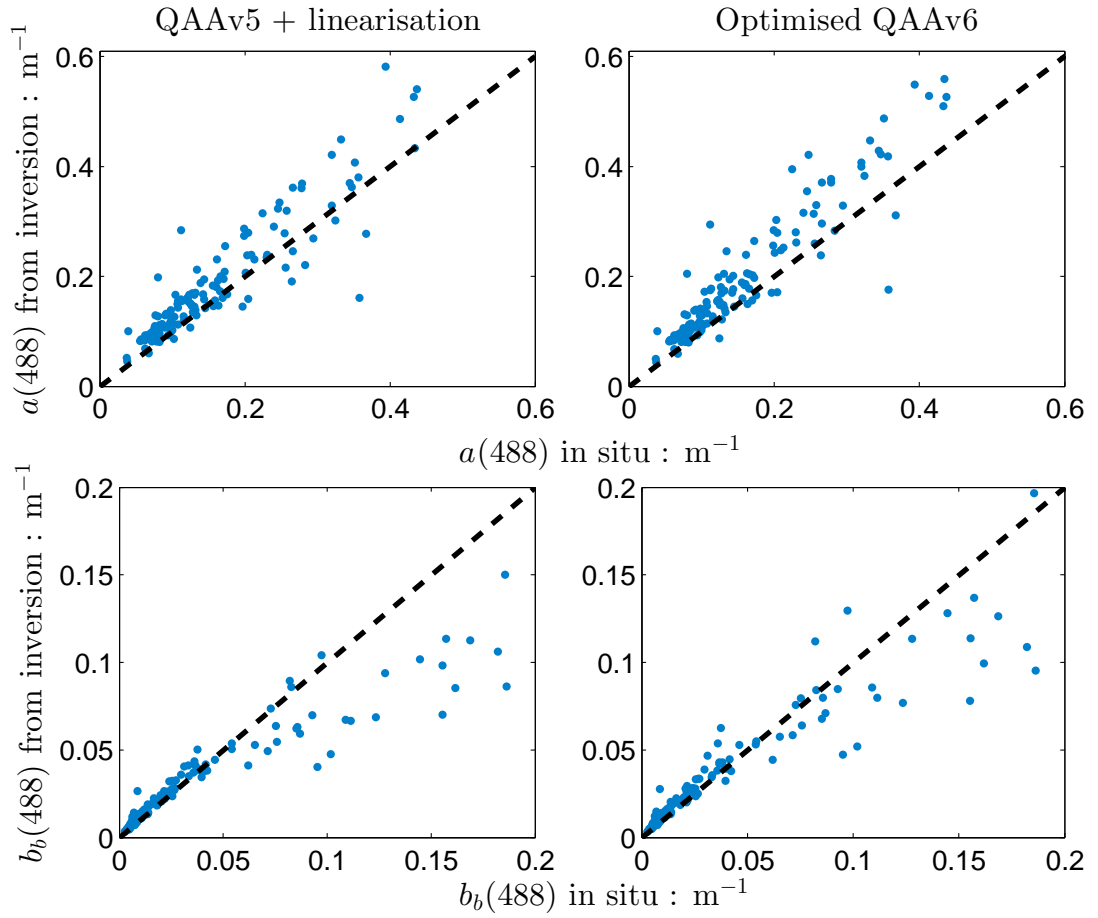 QAAv5 + linearisation
Optimised QAAv6
a(488) from inversion : m⁻¹
0.6
0.4
0.2
0
0 0.2 0.4 0.6
0.6
0.4
0.2
0
0 0.2 0.4 0.6
a(488) in situ : m⁻¹
b_b(488) from inversion : m⁻¹
0.2
0.15
0.1
0.05
0
0 0.05 0.1 0.15 0.2
0.2
0.15
0.1
0.05
0
0 0.05 0.1 0.15 0.2
b_b(488) in situ : m⁻¹